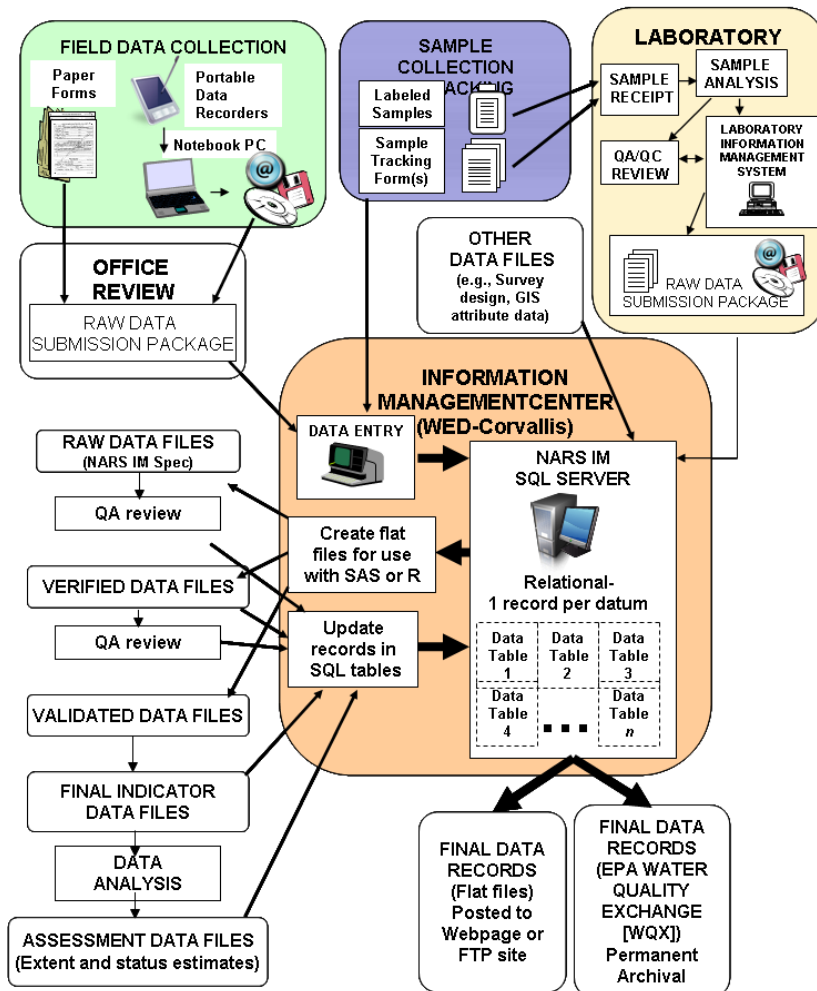 FIELD DATA COLLECTION
Paper
Forms
Portable
Data
Recorders
Notebook PC
SAMPLE
COLLECTION
TRACKING
Labeled
Samples
Sample
Tracking
Form(s)
LABORATORY
SAMPLE
RECEIPT
SAMPLE
ANALYSIS
QA/QC
REVIEW
LABORATORY
INFORMATION
MANAGEMENT
SYSTEM
RAW DATA
SUBMISSION PACKAGE
OFFICE
REVIEW
RAW DATA
SUBMISSION PACKAGE
OTHER
DATA FILES
(e.g., Survey
design, GIS
attribute data)
INFORMATION
MANAGEMENTCENTER
(WED-Corvallis)
DATA ENTRY
NARS IM
SQL SERVER
Relational-
1 record per datum
Data
Table
1
Data
Table
2
Data
Table
3
Data
Table
4
...
Data
Table
n
Create flat
files for use
with SAS or R
Update
records in
SQL tables
RAW DATA FILES
(NARS IM Spec)
QA review
VERIFIED DATA FILES
QA review
VALIDATED DATA FILES
FINAL INDICATOR
DATA FILES
DATA
ANALYSIS
ASSESSMENT DATA FILES
(Extent and status estimates)
FINAL DATA
RECORDS
(Flat files)
Posted to
Webpage or
FTP site
FINAL DATA
RECORDS
(EPA WATER
QUALITY
EXCHANGE
[WQX])
Permanent
Archival